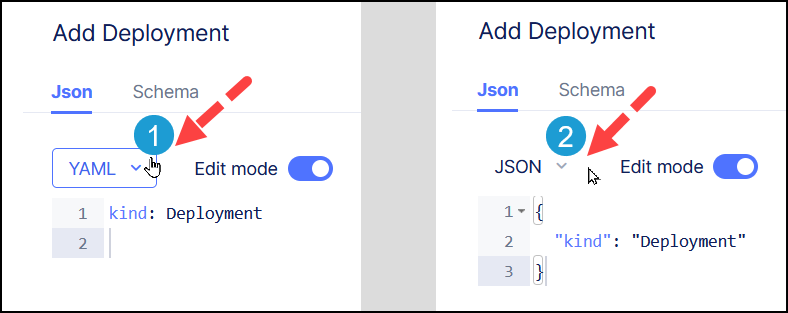 Add Deployment
Json Schema
1
YAML Edit mode
1 kind: Deployment
2
Add Deployment
Json Schema
2
JSON Edit mode
1 {
2 "kind": "Deployment"
3 }